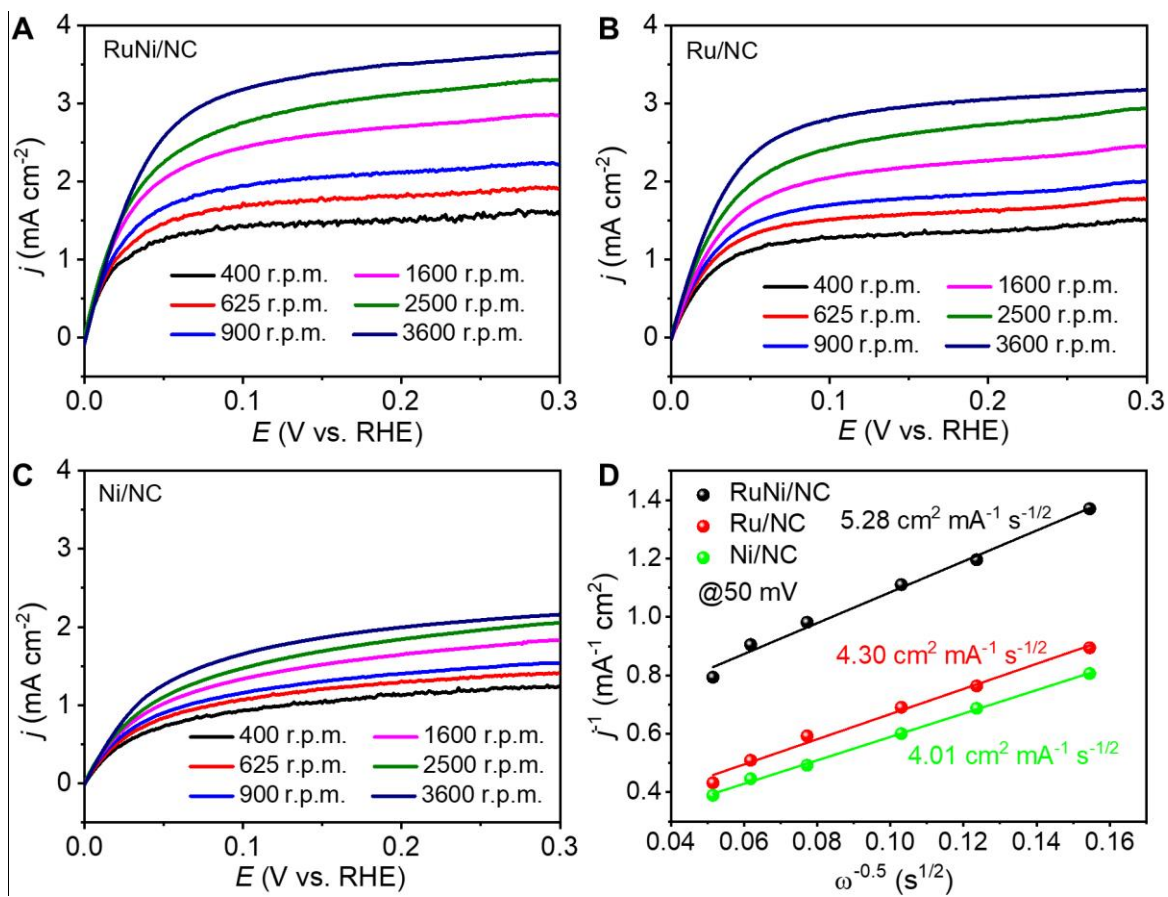 A
RuNi/NC
4
3
2
1
0
j (mA cm⁻²)
400 r.p.m.
625 r.p.m.
900 r.p.m.
1600 r.p.m.
2500 r.p.m.
3600 r.p.m.
0.0 0.1 0.2 0.3
E (V vs. RHE)
B
Ru/NC
4
3
2
1
0
j (mA cm⁻²)
400 r.p.m.
625 r.p.m.
900 r.p.m.
1600 r.p.m.
2500 r.p.m.
3600 r.p.m.
0.0 0.1 0.2 0.3
E (V vs. RHE)
C
Ni/NC
4
3
2
1
0
j (mA cm⁻²)
400 r.p.m.
625 r.p.m.
900 r.p.m.
1600 r.p.m.
2500 r.p.m.
3600 r.p.m.
0.0 0.1 0.2 0.3
E (V vs. RHE)
D
RuNi/NC
Ru/NC
Ni/NC
@50 mV
5.28 cm² mA⁻¹ s⁻¹/²
4.30 cm² mA⁻¹ s⁻¹/²
4.01 cm² mA⁻¹ s⁻¹/²
1.4
1.2
1.0
0.8
0.6
0.4
j⁻¹ (mA⁻¹ cm²)
0.04 0.06 0.08 0.10 0.12 0.14 0.16
ω⁻⁰·⁵ (s¹/²)